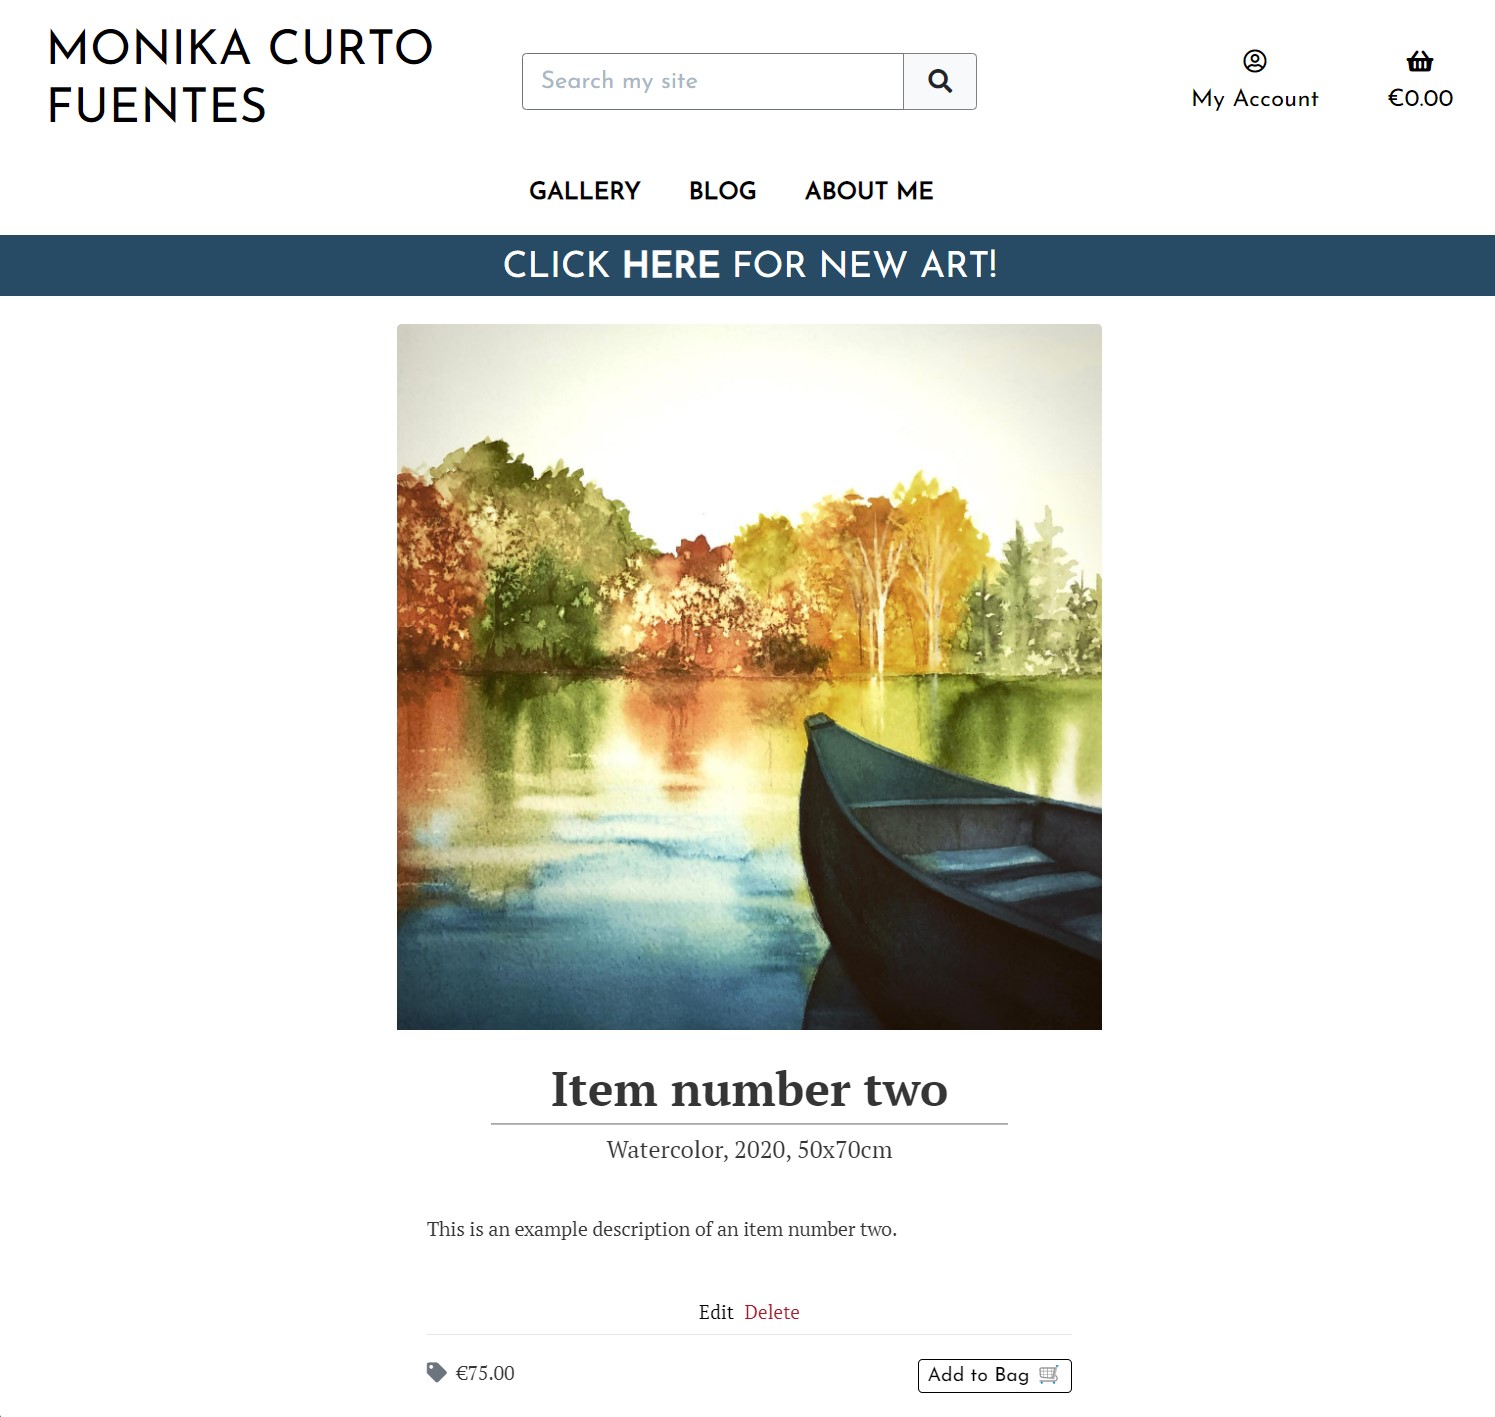 MONIKA CURTO
FUENTES
Search my site
My Account
€0.00
GALLERY BLOG ABOUT ME
CLICK HERE FOR NEW ART!
Item number two
Watercolor, 2020, 50x70cm
This is an example description of an item number two.
Edit Delete
€75.00
Add to Bag 🛒